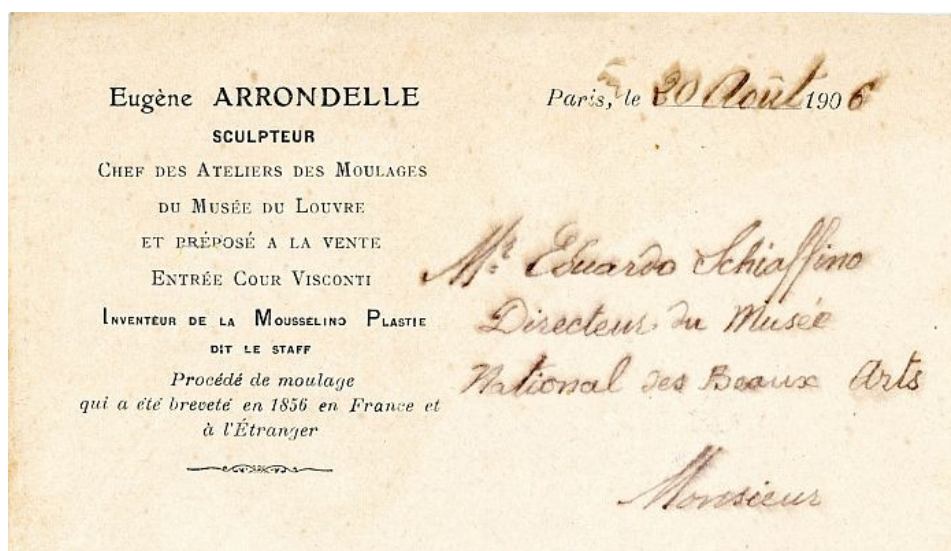 Eugène ARRONDELLE
SCULPTEUR
CHEF DES ATELIERS DES MOULAGES
DU MUSÉE DU LOUVRE
ET PRÉPOSÉ A LA VENTE
ENTRÉE COUR VISCONTI
INVENTEUR DE LA MOUSSELINO PLASTIE
DIT LE STAFF
Procédé de moulage
qui a été breveté en 1856 en France et
à l'Étranger
Paris, le 20 Août 1906
Mr. Eduardo Schiaffino
Directeur du Musée
National des Beaux Arts
Monsieur